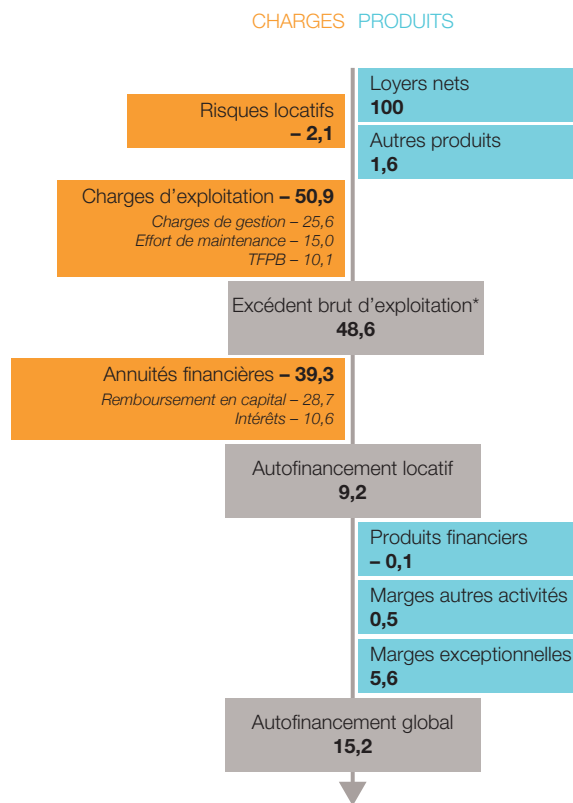 CHARGES PRODUITS
Loyers nets
100
Risques locatifs
– 2,1
Autres produits
1,6
Charges d'exploitation – 50,9
Charges de gestion – 25,6
Effort de maintenance – 15,0
TFPB – 10,1
Excédent brut d'exploitation*
48,6
Annuités financières – 39,3
Remboursement en capital – 28,7
Intérêts – 10,6
Autofinancement locatif
9,2
Produits financiers
– 0,1
Marges autres activités
0,5
Marges exceptionnelles
5,6
Autofinancement global
15,2